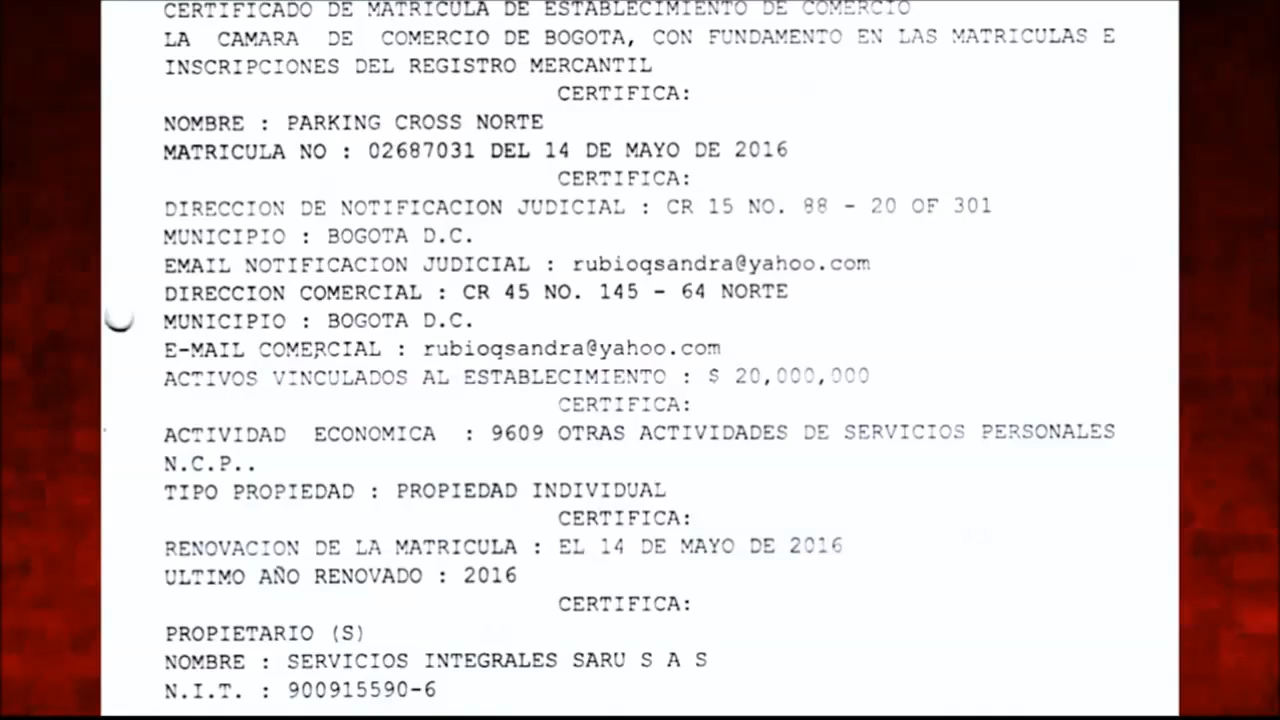 CERTIFICADO DE MATRICULA DE ESTABLECIMIENTO DE COMERCIO
LA CAMARA DE COMERCIO DE BOGOTA, CON FUNDAMENTO EN LAS MATRICULAS E
INSCRIPCIONES DEL REGISTRO MERCANTIL
CERTIFICA:
NOMBRE : PARKING CROSS NORTE
MATRICULA NO : 02687031 DEL 14 DE MAYO DE 2016
CERTIFICA:
DIRECCION DE NOTIFICACION JUDICIAL : CR 15 NO. 88 - 20 OF 301
MUNICIPIO : BOGOTA D.C.
EMAIL NOTIFICACION JUDICIAL : rubioqsandra@yahoo.com
DIRECCION COMERCIAL : CR 45 NO. 145 - 64 NORTE
MUNICIPIO : BOGOTA D.C.
E-MAIL COMERCIAL : rubioqsandra@yahoo.com
ACTIVOS VINCULADOS AL ESTABLECIMIENTO : $ 20,000,000
CERTIFICA:
ACTIVIDAD ECONOMICA : 9609 OTRAS ACTIVIDADES DE SERVICIOS PERSONALES
N.C.P..
TIPO PROPIEDAD : PROPIEDAD INDIVIDUAL
CERTIFICA:
RENOVACION DE LA MATRICULA : EL 14 DE MAYO DE 2016
ULTIMO AÑO RENOVADO : 2016
CERTIFICA:
PROPIETARIO (S)
NOMBRE : SERVICIOS INTEGRALES SARU S A S
N.I.T. : 900915590-6